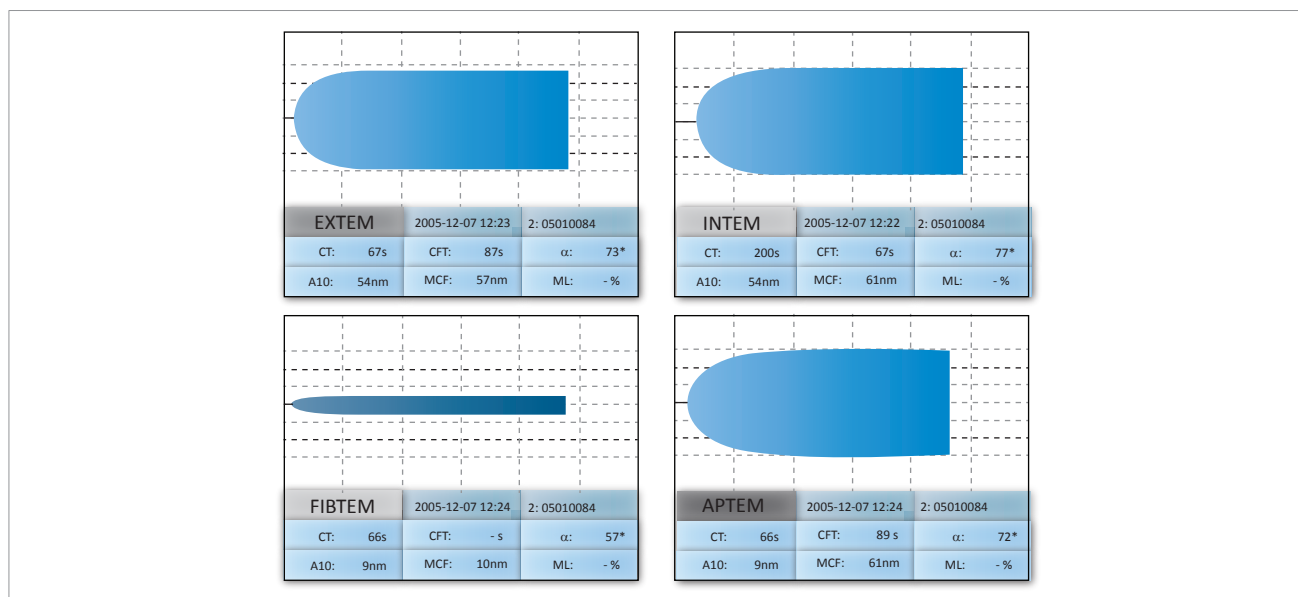 EXTEM 2005-12-07 12:23 2: 05010084
CT: 67s CFT: 87s α: 73*
A10: 54nm MCF: 57nm ML: - %
INTEM 2005-12-07 12:22 2: 05010084
CT: 200s CFT: 67s α: 77*
A10: 54nm MCF: 61nm ML: - %
FIBTEM 2005-12-07 12:24 2: 05010084
CT: 66s CFT: - s α: 57*
A10: 9nm MCF: 10nm ML: - %
APTEM 2005-12-07 12:24 2: 05010084
CT: 66s CFT: 89 s α: 72*
A10: 9nm MCF: 61nm ML: - %